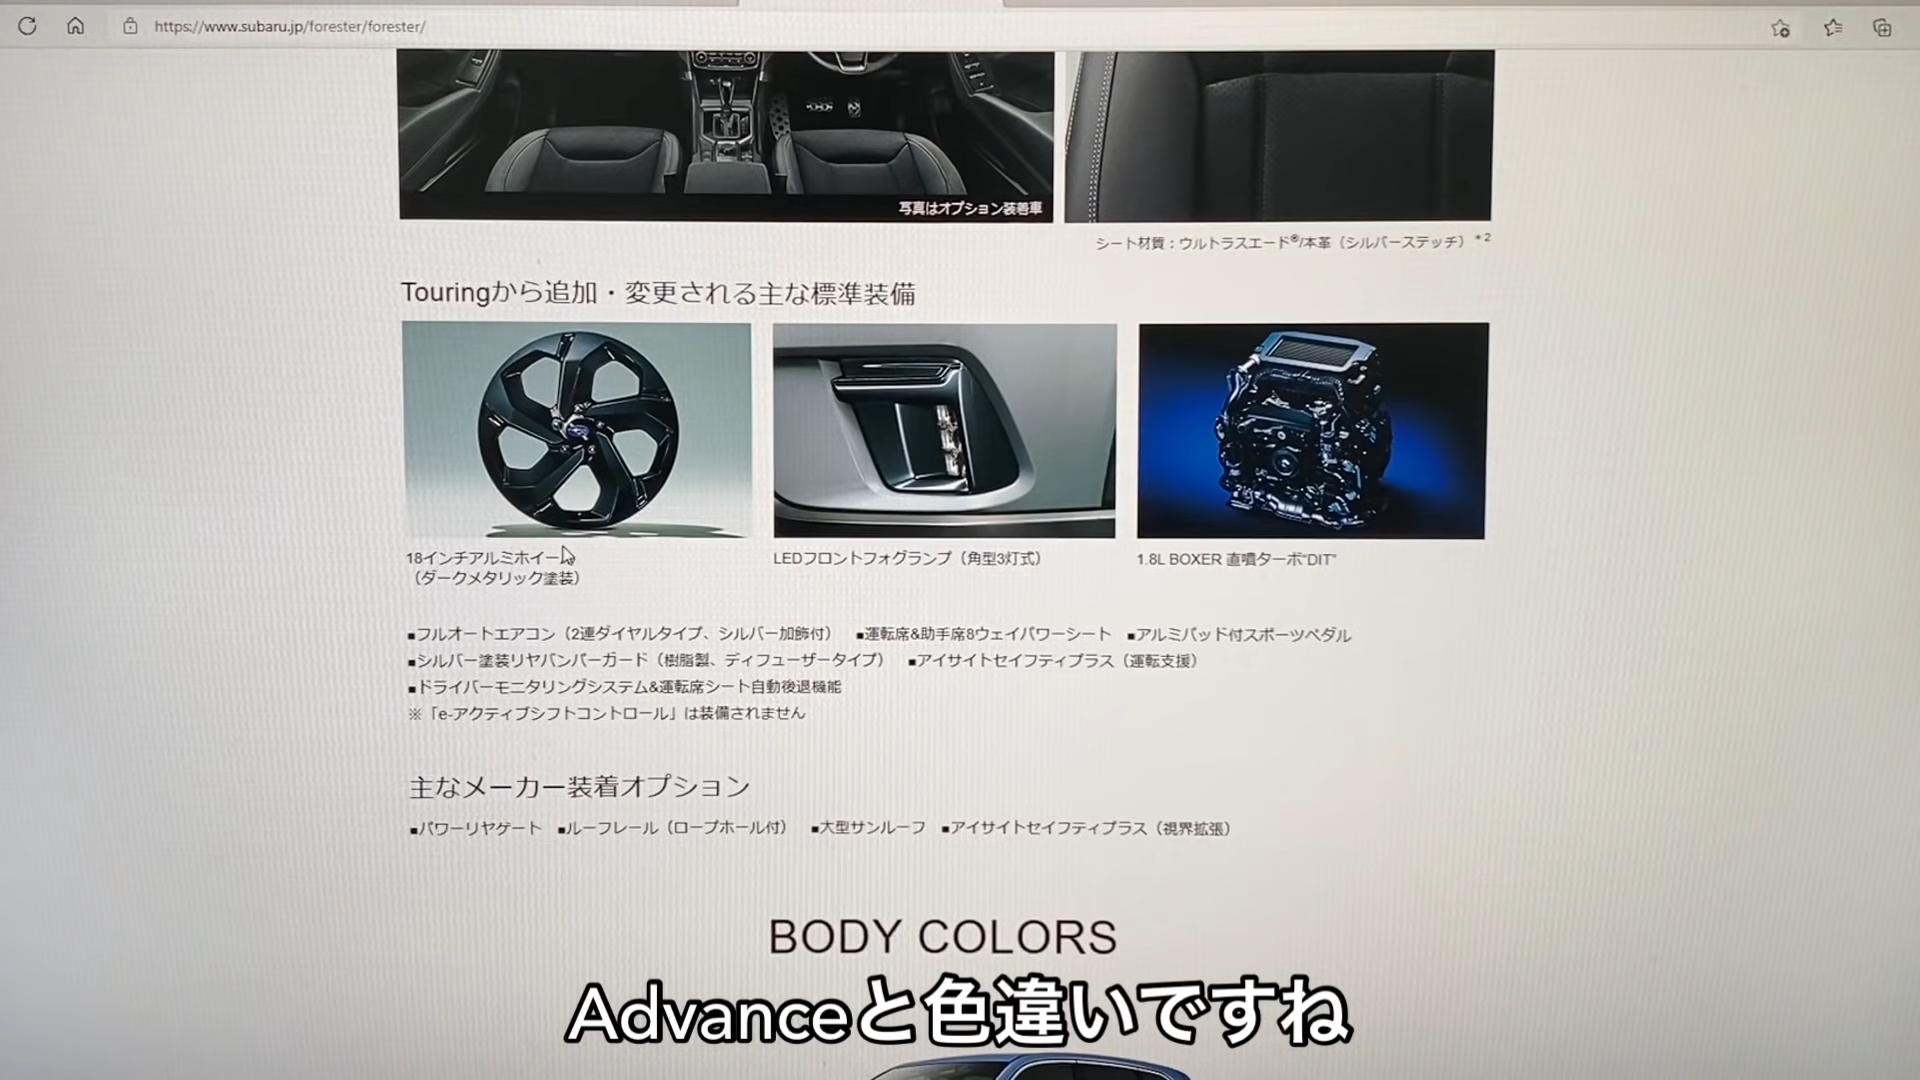 https://www.subaru.jp/forester/forester/
写真はオプション装着車
シート材質：ウルトラスエード®/本革（シルバーステッチ）＊2
Touringから追加・変更される主な標準装備
18インチアルミホイール
（ダークメタリック塗装）
LEDフロントフォグランプ（角型3灯式）
1.8L BOXER 直噴ターボ“DIT”
■フルオートエアコン（2連ダイヤルタイプ、シルバー加飾付） ■運転席&助手席8ウェイパワーシート ■アルミパッド付スポーツペダル
■シルバー塗装リヤバンパーガード（樹脂製、ディフューザータイプ） ■アイサイトセイフティプラス（運転支援）
■ドライバーモニタリングシステム&運転席シート自動後退機能
※「e-アクティブシフトコントロール」は装備されません
主なメーカー装着オプション
■パワーリヤゲート ■ルーフレール（ロープホール付） ■大型サンルーフ ■アイサイトセイフティプラス（視界拡張）
BODY COLORS
Advanceと色違いですね